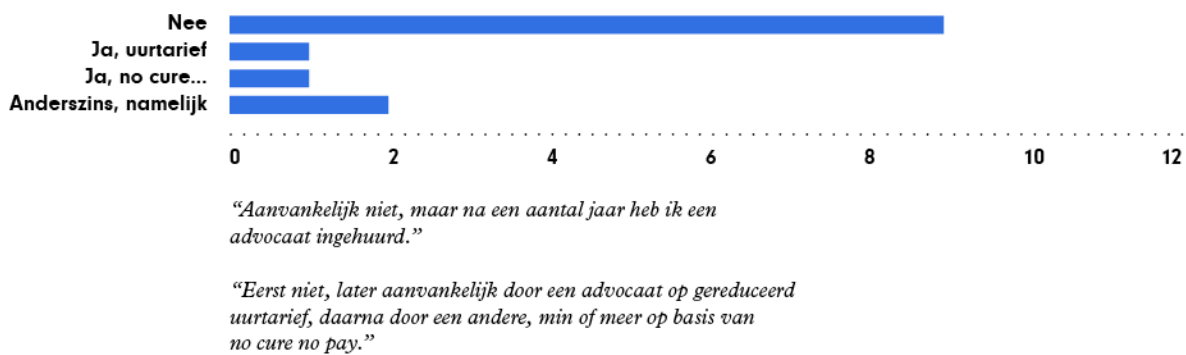 Nee
Ja, uurtarief
Ja, no cure...
Anderszins, namelijk
0 2 4 6 8 10 12
“Aanvankelijk niet, maar na een aantal jaar heb ik een
advocaat ingehuurd.”
“Eerst niet, later aanvankelijk door een advocaat op gereduceerd
uurtarief, daarna door een andere, min of meer op basis van
no cure no pay.”